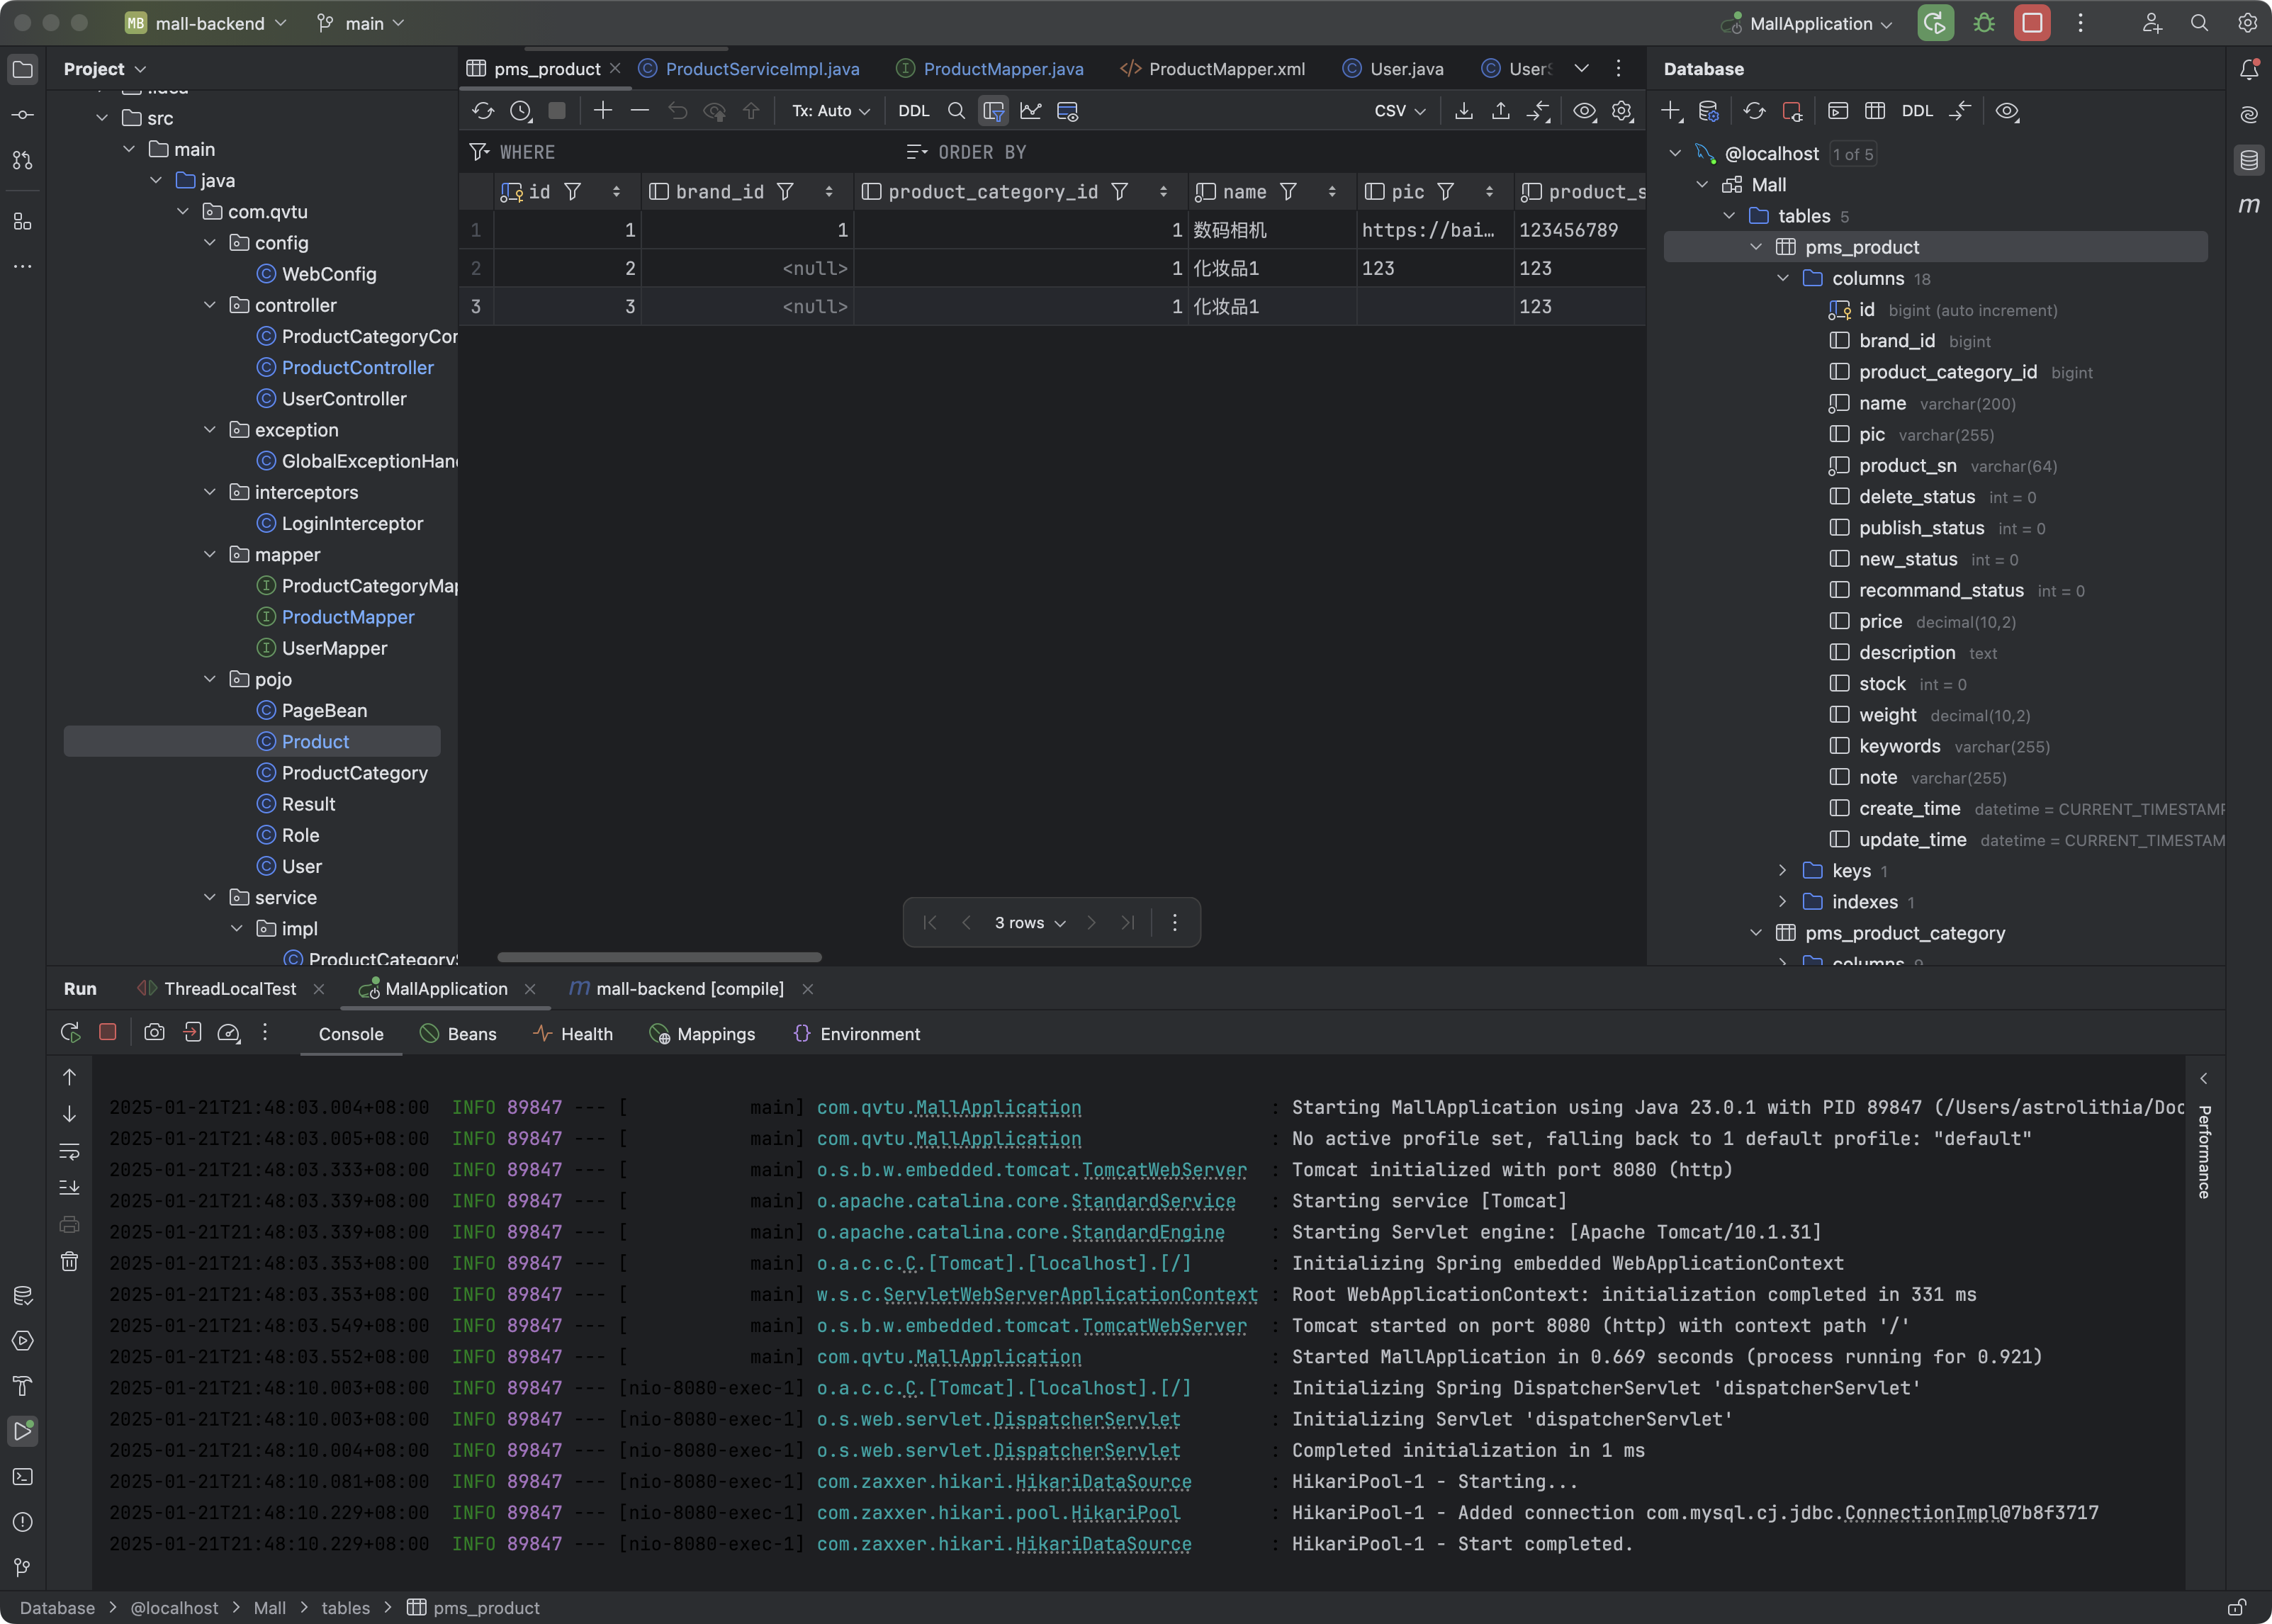 MB mall-backend main MallApplication
Project
.idea
src
main
java
com.qvtu
config
WebConfig
controller
ProductCategoryCon
ProductController
UserController
exception
GlobalExceptionHand
interceptors
LoginInterceptor
mapper
ProductCategoryMap
ProductMapper
UserMapper
pojo
PageBean
Product
ProductCategory
Result
Role
User
service
impl
ProductCategoryS
pms_product ProductServiceImpl.java ProductMapper.java ProductMapper.xml User.java UserS
Tx: Auto DDL CSV
WHERE ORDER BY
id brand_id product_category_id name pic product_s
1 1 1 1 数码相机 https://bai… 123456789
2 2 <null> 1 化妆品1 123 123
3 3 <null> 1 化妆品1 123
3 rows
Database
DDL
@localhost 1 of 5
Mall
tables 5
pms_product
columns 18
id bigint (auto increment)
brand_id bigint
product_category_id bigint
name varchar(200)
pic varchar(255)
product_sn varchar(64)
delete_status int = 0
publish_status int = 0
new_status int = 0
recommand_status int = 0
price decimal(10,2)
description text
stock int = 0
weight decimal(10,2)
keywords varchar(255)
note varchar(255)
create_time datetime = CURRENT_TIMESTAMP
update_time datetime = CURRENT_TIMESTAM
keys 1
indexes 1
pms_product_category
columns 9
Run ThreadLocalTest MallApplication m mall-backend [compile]
Console Beans Health Mappings Environment
2025-01-21T21:48:03.004+08:00 INFO 89847 --- [ main] com.qvtu.MallApplication : Starting MallApplication using Java 23.0.1 with PID 89847 (/Users/astrolithia/Doc
2025-01-21T21:48:03.005+08:00 INFO 89847 --- [ main] com.qvtu.MallApplication : No active profile set, falling back to 1 default profile: "default"
2025-01-21T21:48:03.333+08:00 INFO 89847 --- [ main] o.s.b.w.embedded.tomcat.TomcatWebServer : Tomcat initialized with port 8080 (http)
2025-01-21T21:48:03.339+08:00 INFO 89847 --- [ main] o.apache.catalina.core.StandardService : Starting service [Tomcat]
2025-01-21T21:48:03.339+08:00 INFO 89847 --- [ main] o.apache.catalina.core.StandardEngine : Starting Servlet engine: [Apache Tomcat/10.1.31]
2025-01-21T21:48:03.353+08:00 INFO 89847 --- [ main] o.a.c.c.C.[Tomcat].[localhost].[/] : Initializing Spring embedded WebApplicationContext
2025-01-21T21:48:03.353+08:00 INFO 89847 --- [ main] w.s.c.ServletWebServerApplicationContext : Root WebApplicationContext: initialization completed in 331 ms
2025-01-21T21:48:03.549+08:00 INFO 89847 --- [ main] o.s.b.w.embedded.tomcat.TomcatWebServer : Tomcat started on port 8080 (http) with context path '/'
2025-01-21T21:48:03.552+08:00 INFO 89847 --- [ main] com.qvtu.MallApplication : Started MallApplication in 0.669 seconds (process running for 0.921)
2025-01-21T21:48:10.003+08:00 INFO 89847 --- [nio-8080-exec-1] o.a.c.c.C.[Tomcat].[localhost].[/] : Initializing Spring DispatcherServlet 'dispatcherServlet'
2025-01-21T21:48:10.003+08:00 INFO 89847 --- [nio-8080-exec-1] o.s.web.servlet.DispatcherServlet : Initializing Servlet 'dispatcherServlet'
2025-01-21T21:48:10.004+08:00 INFO 89847 --- [nio-8080-exec-1] o.s.web.servlet.DispatcherServlet : Completed initialization in 1 ms
2025-01-21T21:48:10.081+08:00 INFO 89847 --- [nio-8080-exec-1] com.zaxxer.hikari.HikariDataSource : HikariPool-1 - Starting...
2025-01-21T21:48:10.229+08:00 INFO 89847 --- [nio-8080-exec-1] com.zaxxer.hikari.pool.HikariPool : HikariPool-1 - Added connection com.mysql.cj.jdbc.ConnectionImpl@7b8f3717
2025-01-21T21:48:10.229+08:00 INFO 89847 --- [nio-8080-exec-1] com.zaxxer.hikari.HikariDataSource : HikariPool-1 - Start completed.
Performance
Database > @localhost > Mall > tables > pms_product